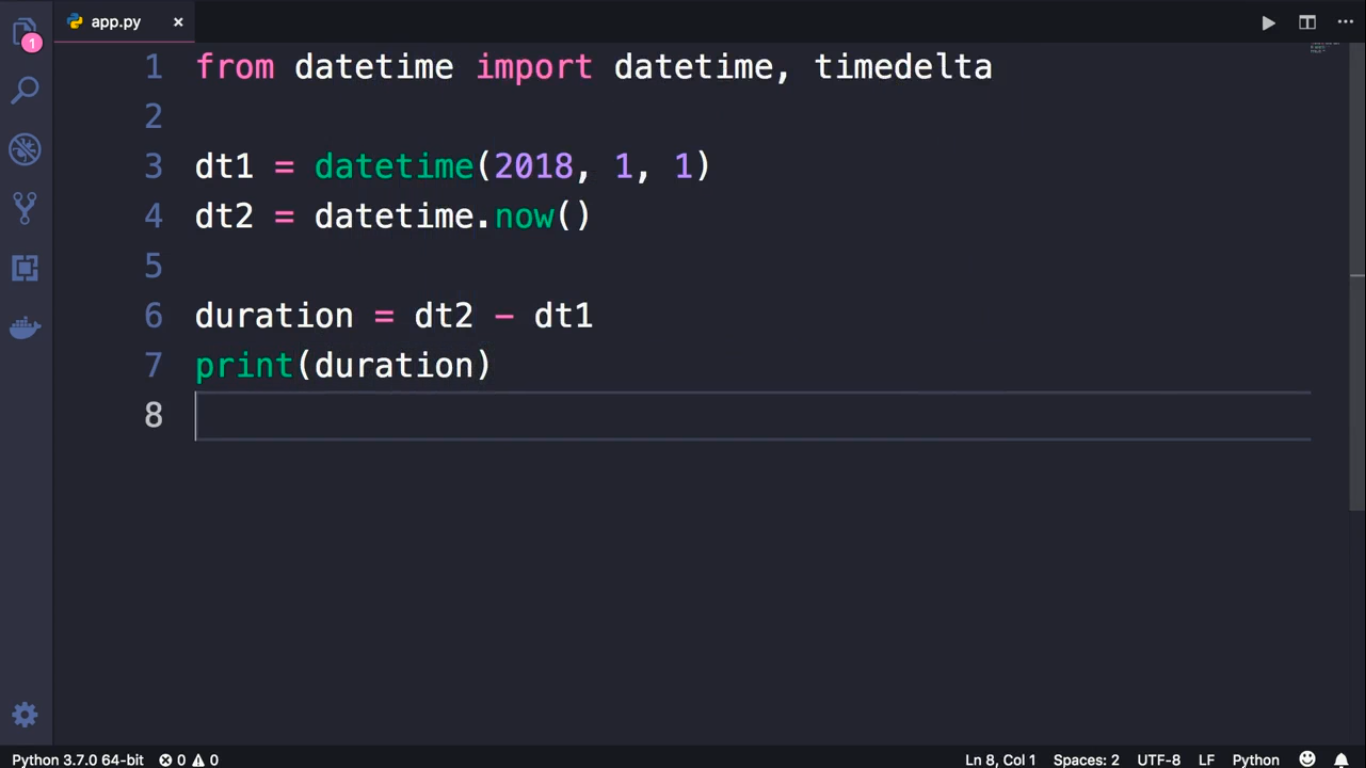 app.py ×
1
1 from datetime import datetime, timedelta
2
3 dt1 = datetime(2018, 1, 1)
4 dt2 = datetime.now()
5
6 duration = dt2 - dt1
7 print(duration)
8
Python 3.7.0 64-bit 0 0 Ln 8, Col 1 Spaces: 2 UTF-8 LF Python